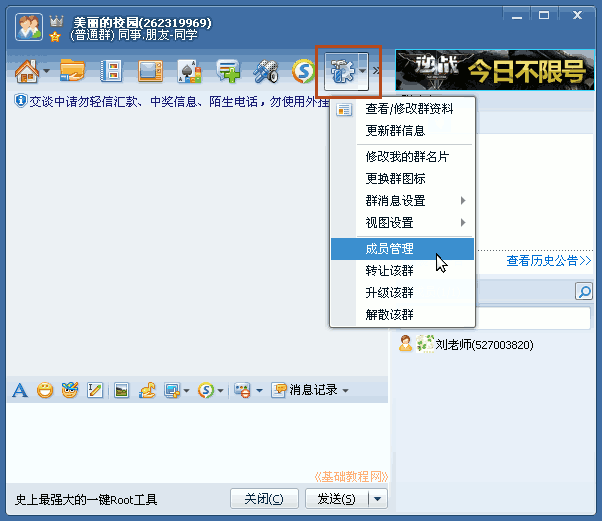 美丽的校园(262319969)
(普通群) 同事.朋友-同学
逆战 今日不限号
交谈中请勿轻信汇款、中奖信息、陌生电话，勿使用外挂
查看/修改群资料
更新群信息
修改我的群名片
更换群图标
群消息设置
视图设置
成员管理
转让该群
升级该群
解散该群
查看历史公告>>
刘老师(527003820)
消息记录
《基础教程网》
史上最强大的一键Root工具
关闭(C)
发送(S)